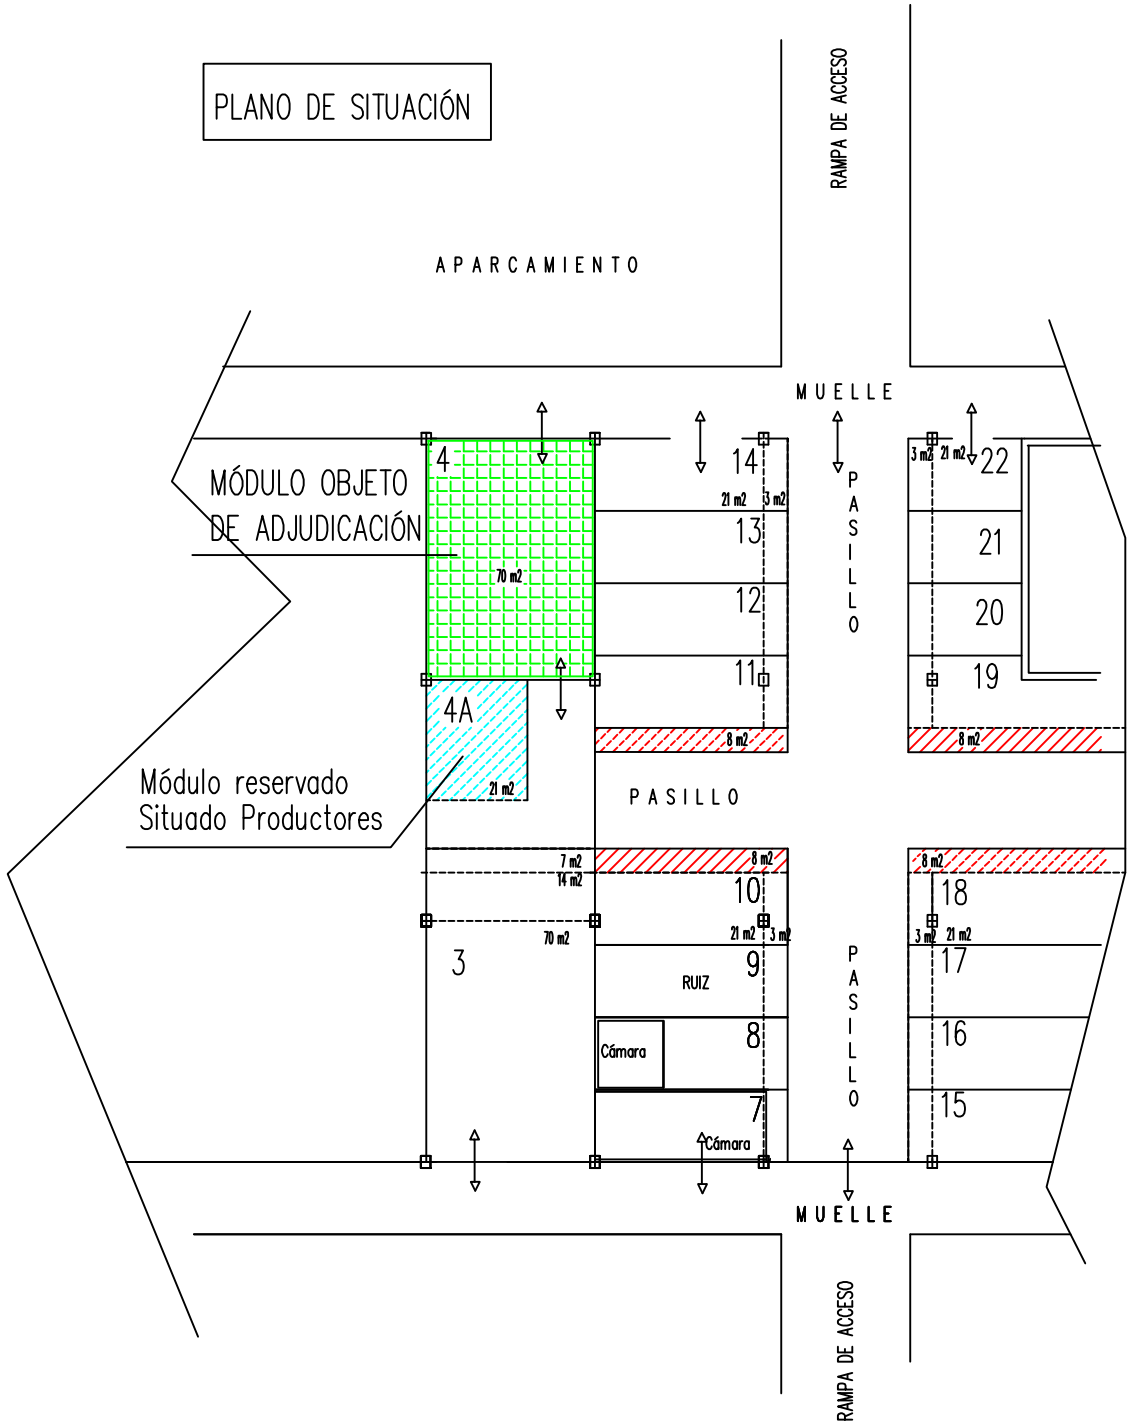 PLANO DE SITUACIÓN
RAMPA DE ACCESO
APARCAMIENTO
MUELLE
4
14
3 m2
21 m2
22
MÓDULO OBJETO
DE ADJUDICACIÓN
PASILLO
21 m2
3 m2
13
21
70 m2
12
20
11
19
4A
8 m2
8 m2
Módulo reservado
Situado Productores
21 m2
PASILLO
7 m2
8 m2
8 m2
14 m2
10
18
70 m2
21 m2
3 m2
3 m2
21 m2
3
RUIZ
9
PASILLO
17
Cámara
8
16
7
15
Cámara
MUELLE
RAMPA DE ACCESO